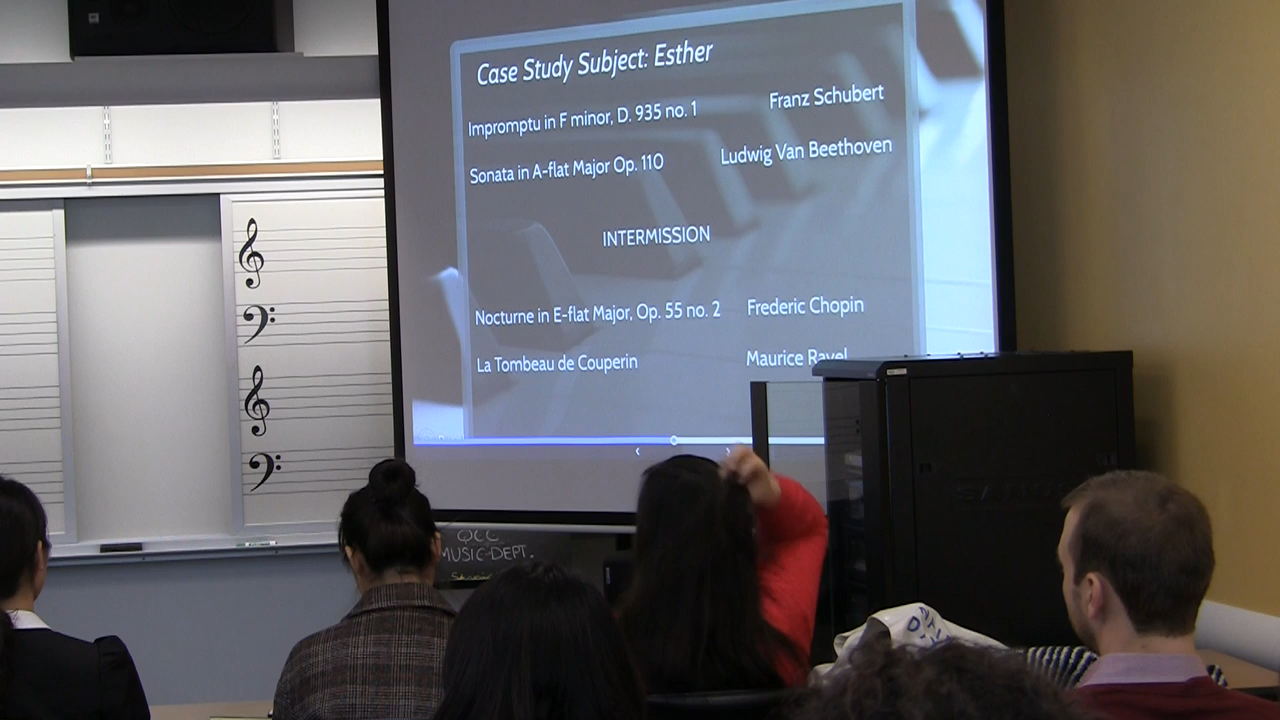 Case Study Subject: Esther
Impromptu in F minor, D. 935 no. 1 Franz Schubert
Sonata in A-flat Major Op. 110 Ludwig Van Beethoven
INTERMISSION
Nocturne in E-flat Major, Op. 55 no. 2 Frederic Chopin
La Tombeau de Couperin Maurice Ravel
QCC
MUSIC DEPT.